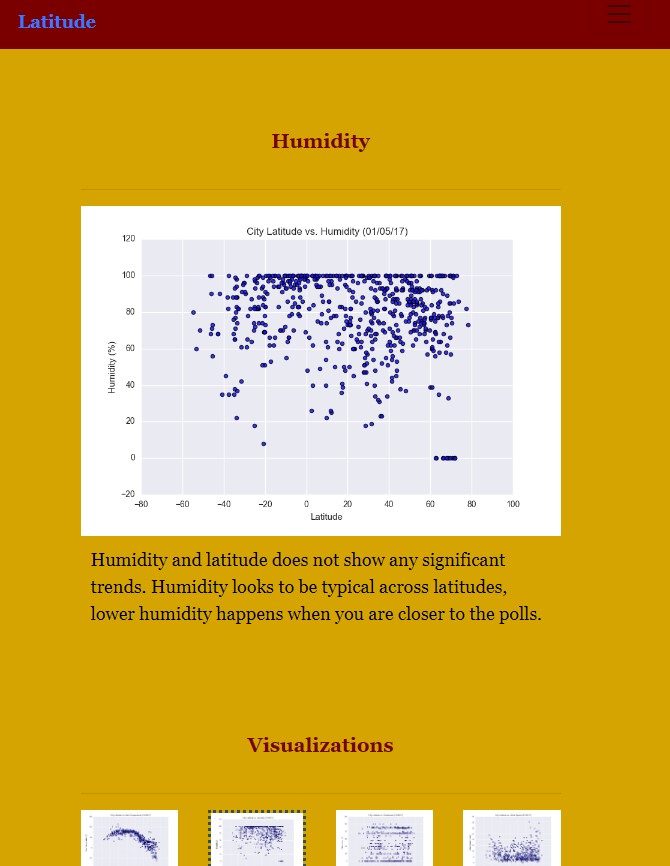 Latitude
Humidity
City Latitude vs. Humidity (01/05/17)
120
100
80
60
40
20
0
−20
Humidity (%)
−80 −60 −40 −20 0 20 40 60 80 100
Latitude
Humidity and latitude does not show any significant
trends. Humidity looks to be typical across latitudes,
lower humidity happens when you are closer to the polls.
Visualizations